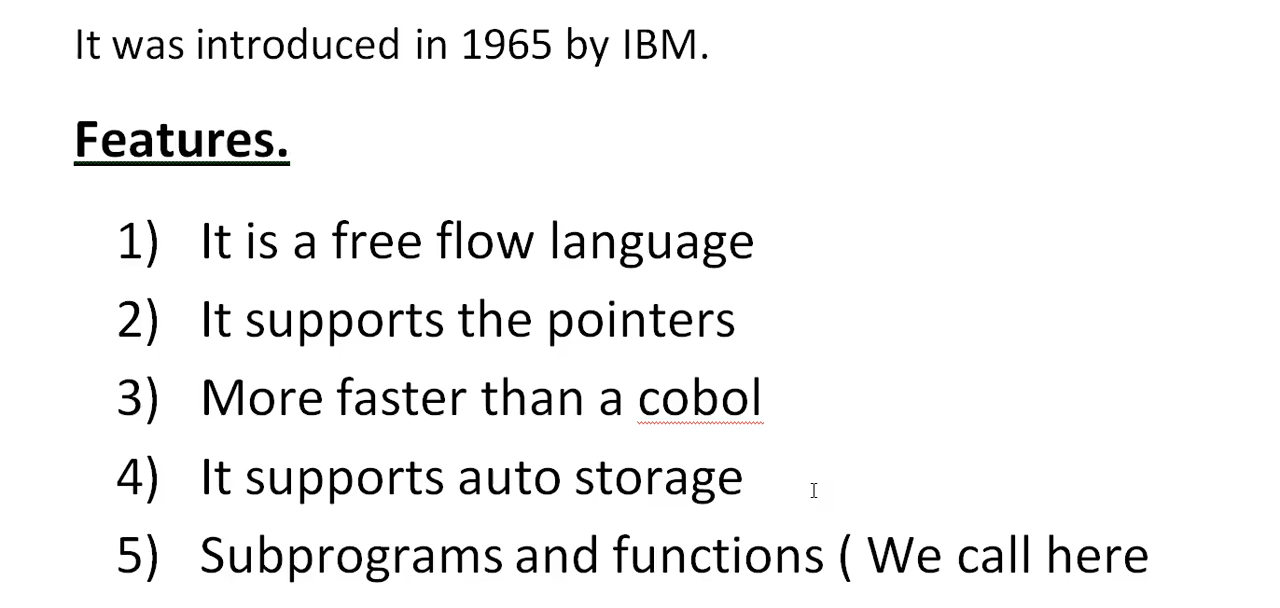 It was introduced in 1965 by IBM.
Features.
1) It is a free flow language
2) It supports the pointers
3) More faster than a cobol
4) It supports auto storage
5) Subprograms and functions ( We call here